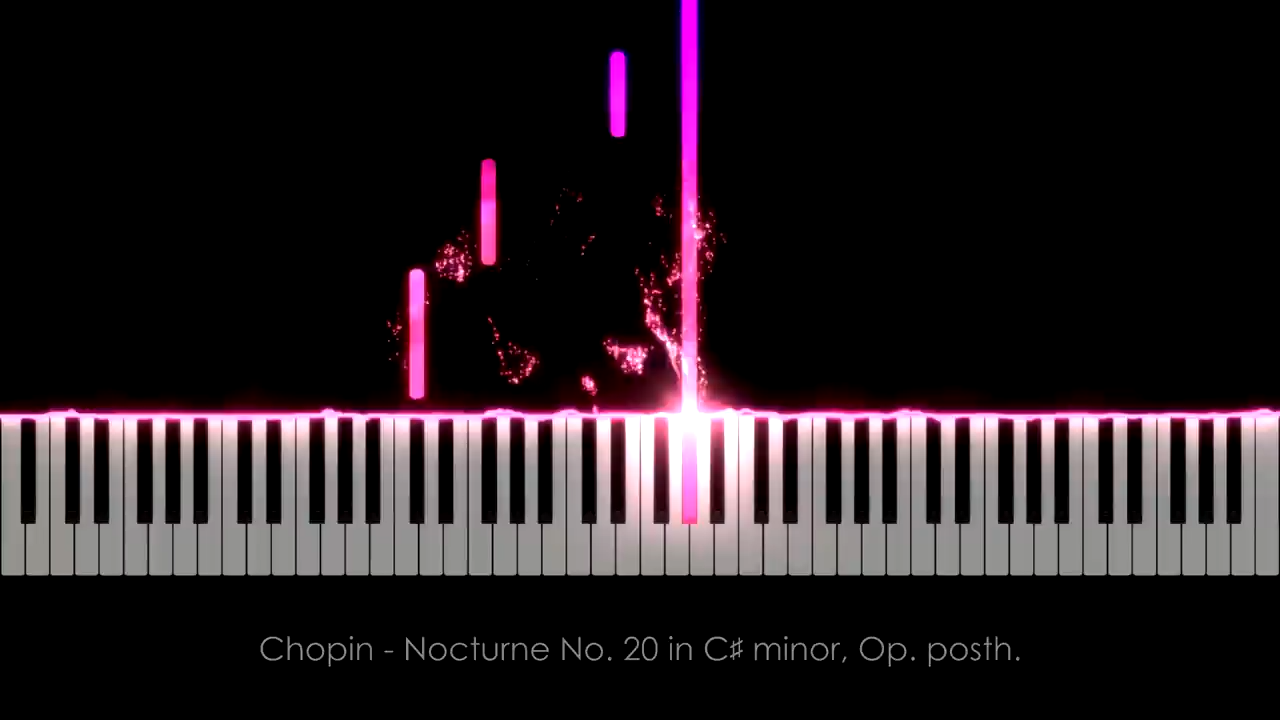 Chopin - Nocturne No. 20 in C♯ minor, Op. posth.